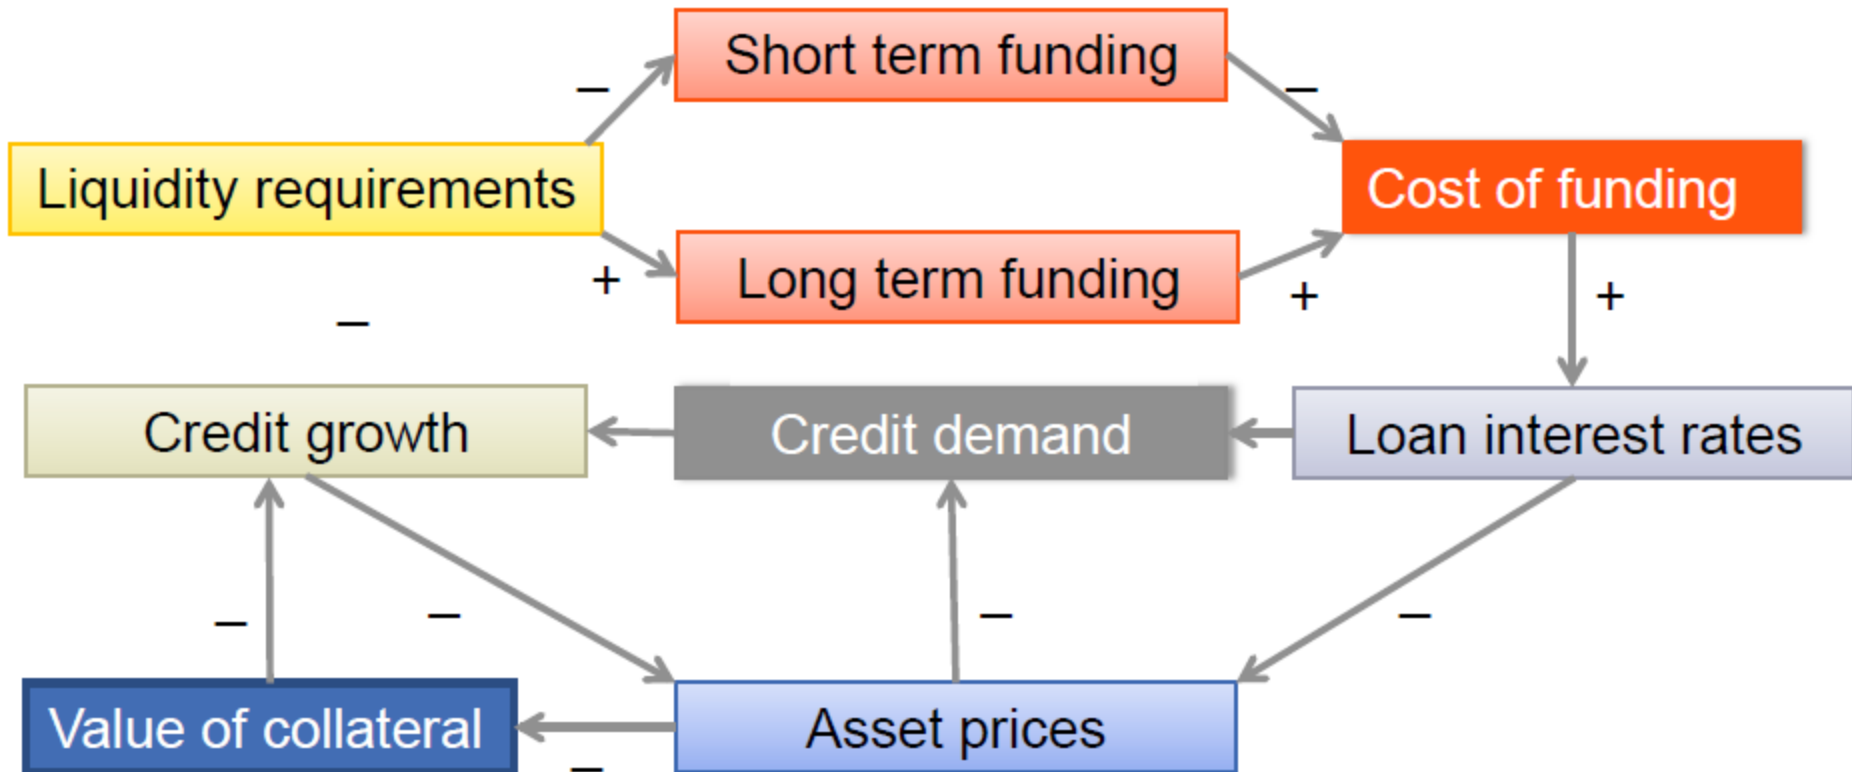 Short term funding
–
–
Liquidity requirements
Cost of funding
+
Long term funding
+
+
–
Credit growth
Credit demand
Loan interest rates
–
–
–
–
Value of collateral
Asset prices
–